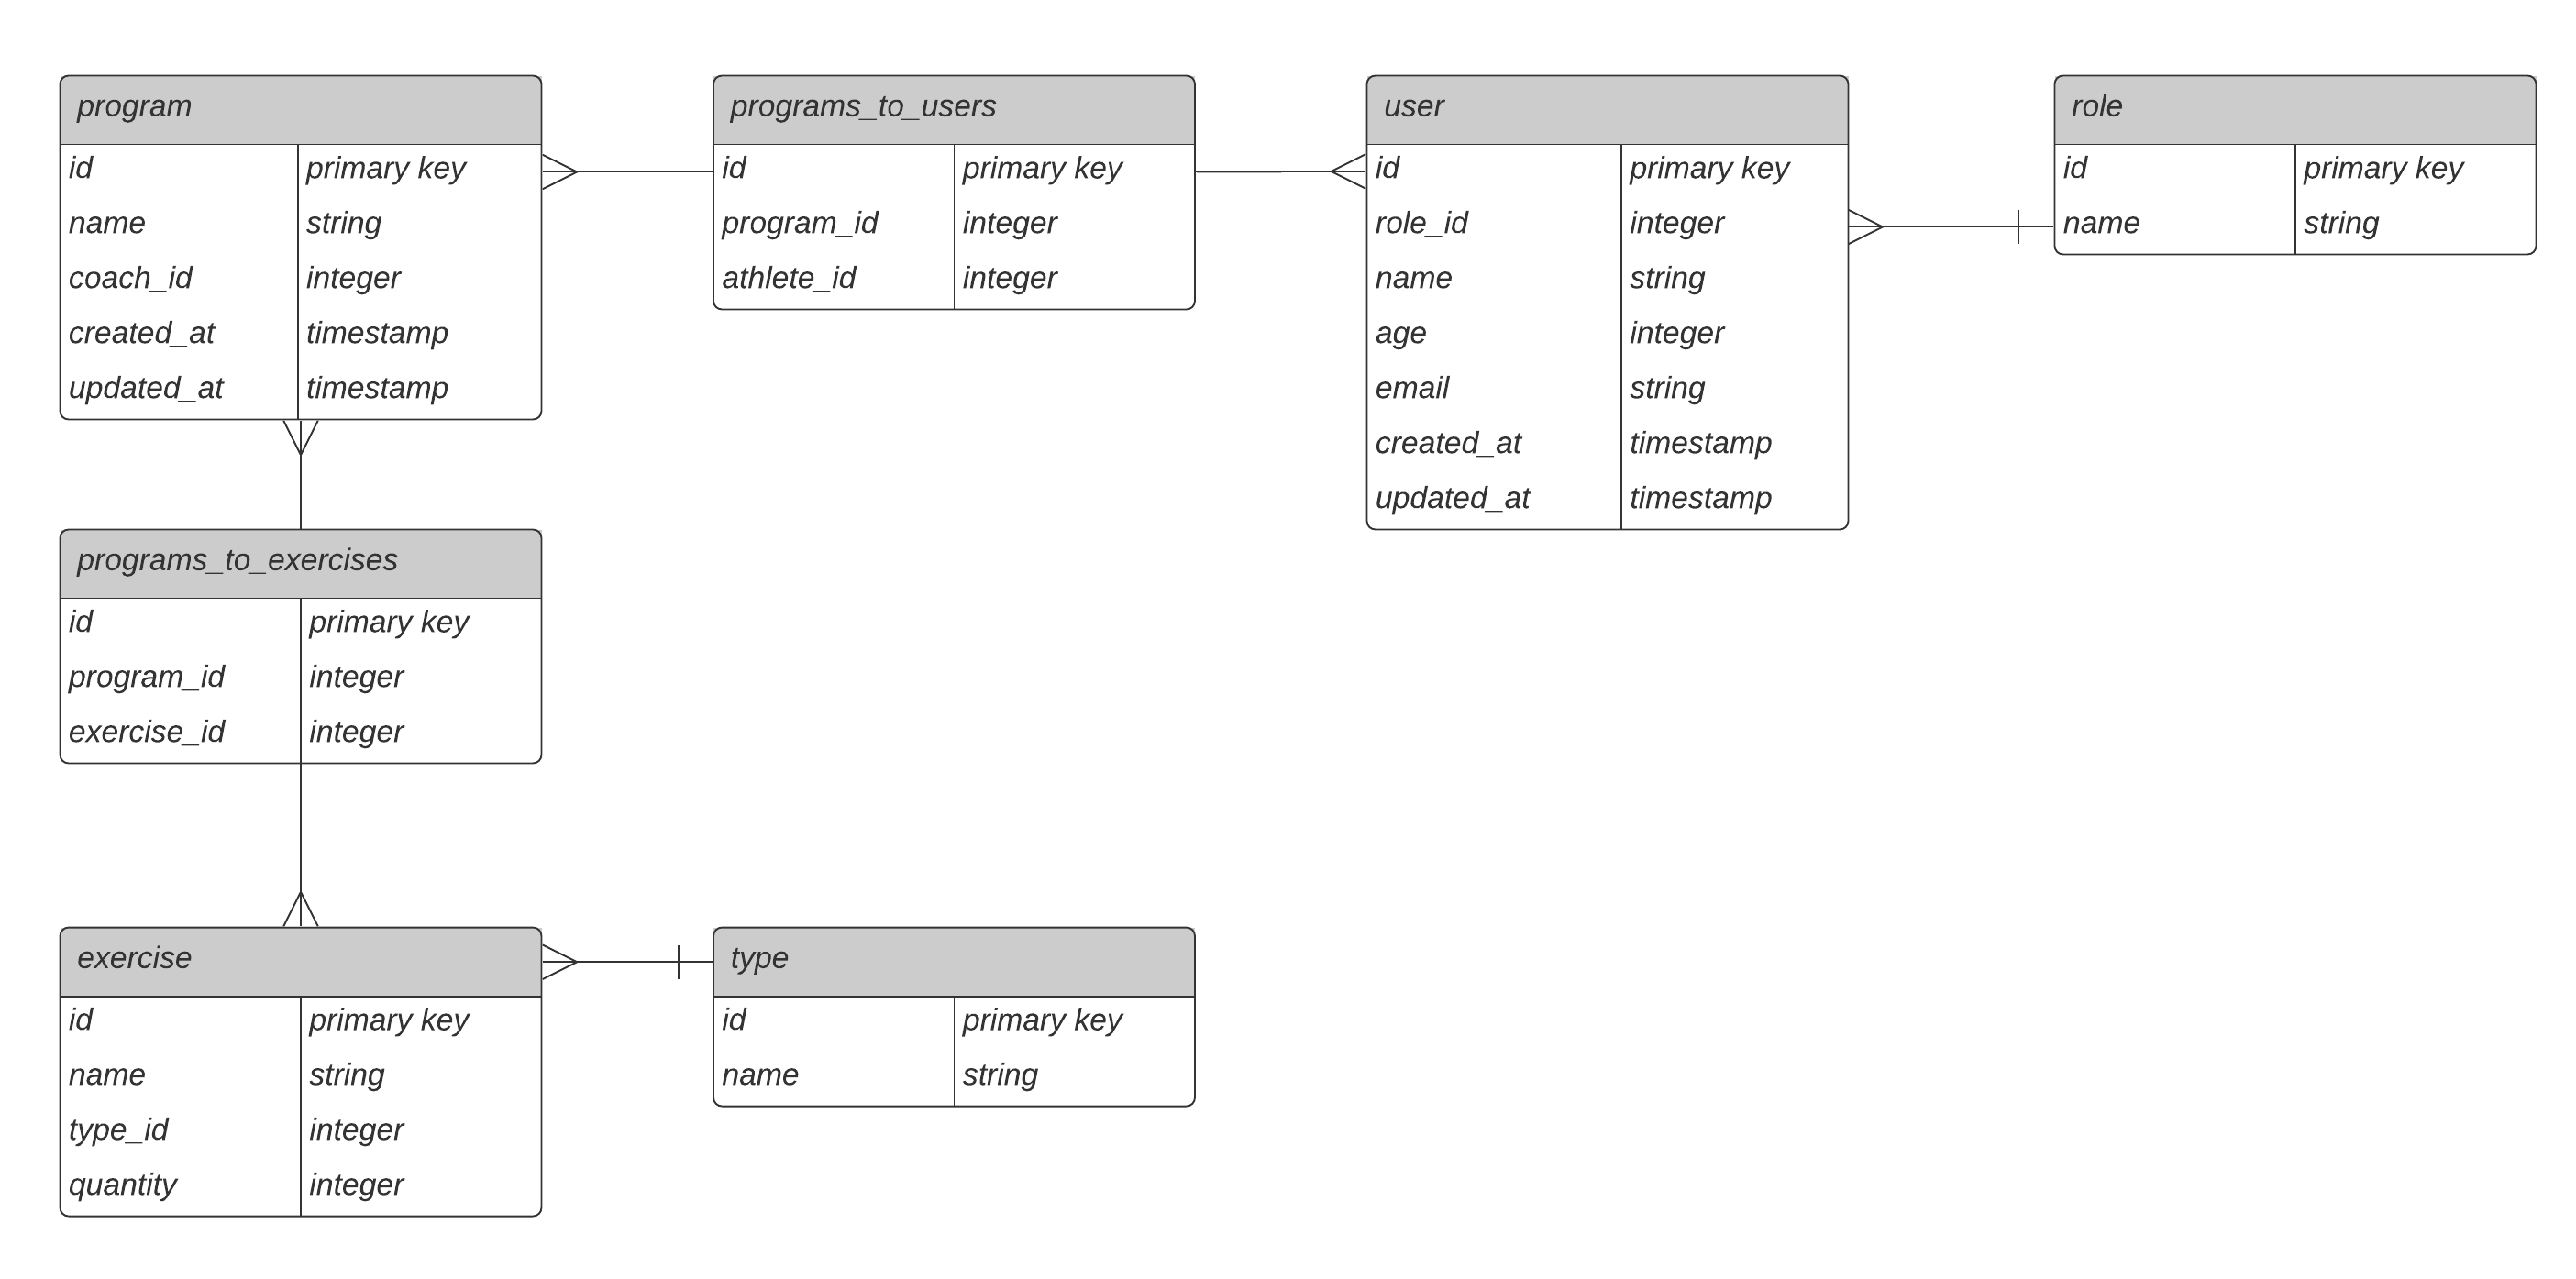 program
id primary key
name string
coach_id integer
created_at timestamp
updated_at timestamp
programs_to_users
id primary key
program_id integer
athlete_id integer
user
id primary key
role_id integer
name string
age integer
email string
created_at timestamp
updated_at timestamp
role
id primary key
name string
programs_to_exercises
id primary key
program_id integer
exercise_id integer
exercise
id primary key
name string
type_id integer
quantity integer
type
id primary key
name string